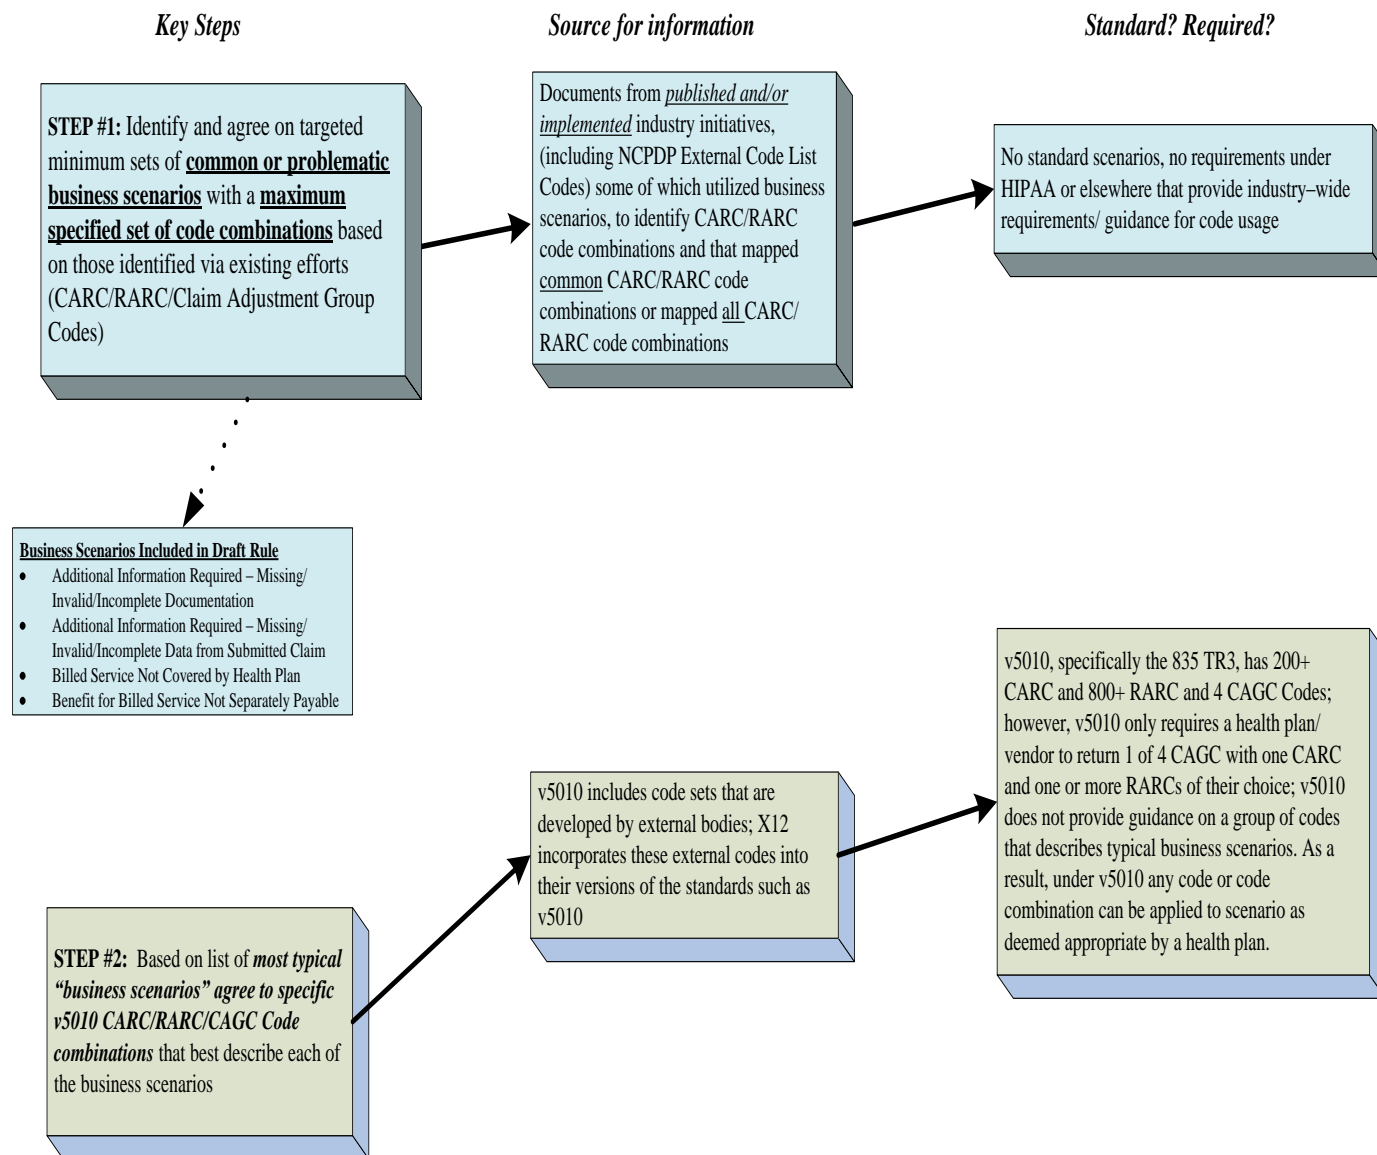 Key Steps
Source for information
Standard? Required?
STEP #1: Identify and agree on targeted
minimum sets of common or problematic
business scenarios with a maximum
specified set of code combinations based
on those identified via existing efforts
(CARC/RARC/Claim Adjustment Group
Codes)
Documents from published and/or
implemented industry initiatives,
(including NCPDP External Code List
Codes) some of which utilized business
scenarios, to identify CARC/RARC
code combinations and that mapped
common CARC/RARC code
combinations or mapped all CARC/
RARC code combinations
No standard scenarios, no requirements under
HIPAA or elsewhere that provide industry–wide
requirements/ guidance for code usage
Business Scenarios Included in Draft Rule
• Additional Information Required – Missing/
Invalid/Incomplete Documentation
• Additional Information Required – Missing/
Invalid/Incomplete Data from Submitted Claim
• Billed Service Not Covered by Health Plan
• Benefit for Billed Service Not Separately Payable
STEP #2: Based on list of most typical
“business scenarios” agree to specific
v5010 CARC/RARC/CAGC Code
combinations that best describe each of
the business scenarios
v5010 includes code sets that are
developed by external bodies; X12
incorporates these external codes into
their versions of the standards such as
v5010
v5010, specifically the 835 TR3, has 200+
CARC and 800+ RARC and 4 CAGC Codes;
however, v5010 only requires a health plan/
vendor to return 1 of 4 CAGC with one CARC
and one or more RARCs of their choice; v5010
does not provide guidance on a group of codes
that describes typical business scenarios. As a
result, under v5010 any code or code
combination can be applied to scenario as
deemed appropriate by a health plan.